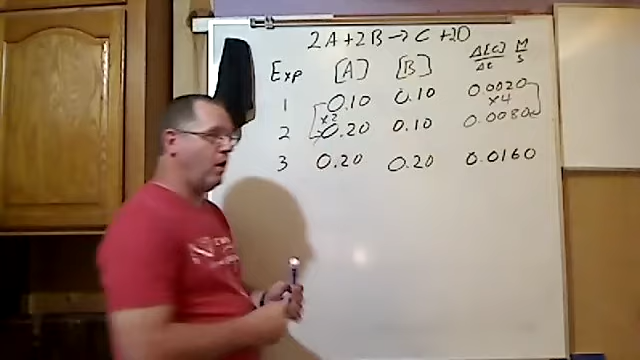 2A+2B→C+2D
Exp [A] [B] Δ[C]/Δt M/s
1 0.10 0.10 0.0020
x2 x4
2 0.20 0.10 0.0080
3 0.20 0.20 0.0160